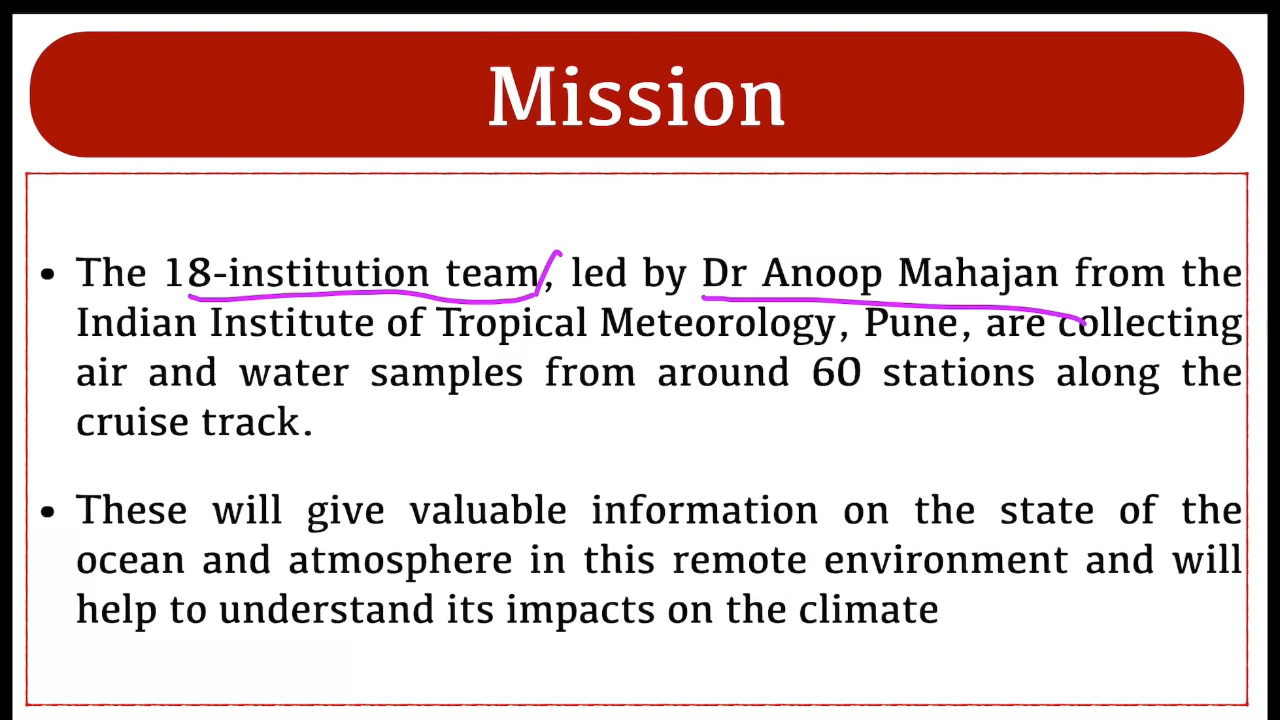 Mission
• The 18-institution team, led by Dr Anoop Mahajan from the
Indian Institute of Tropical Meteorology, Pune, are collecting
air and water samples from around 60 stations along the
cruise track.
• These will give valuable information on the state of the
ocean and atmosphere in this remote environment and will
help to understand its impacts on the climate